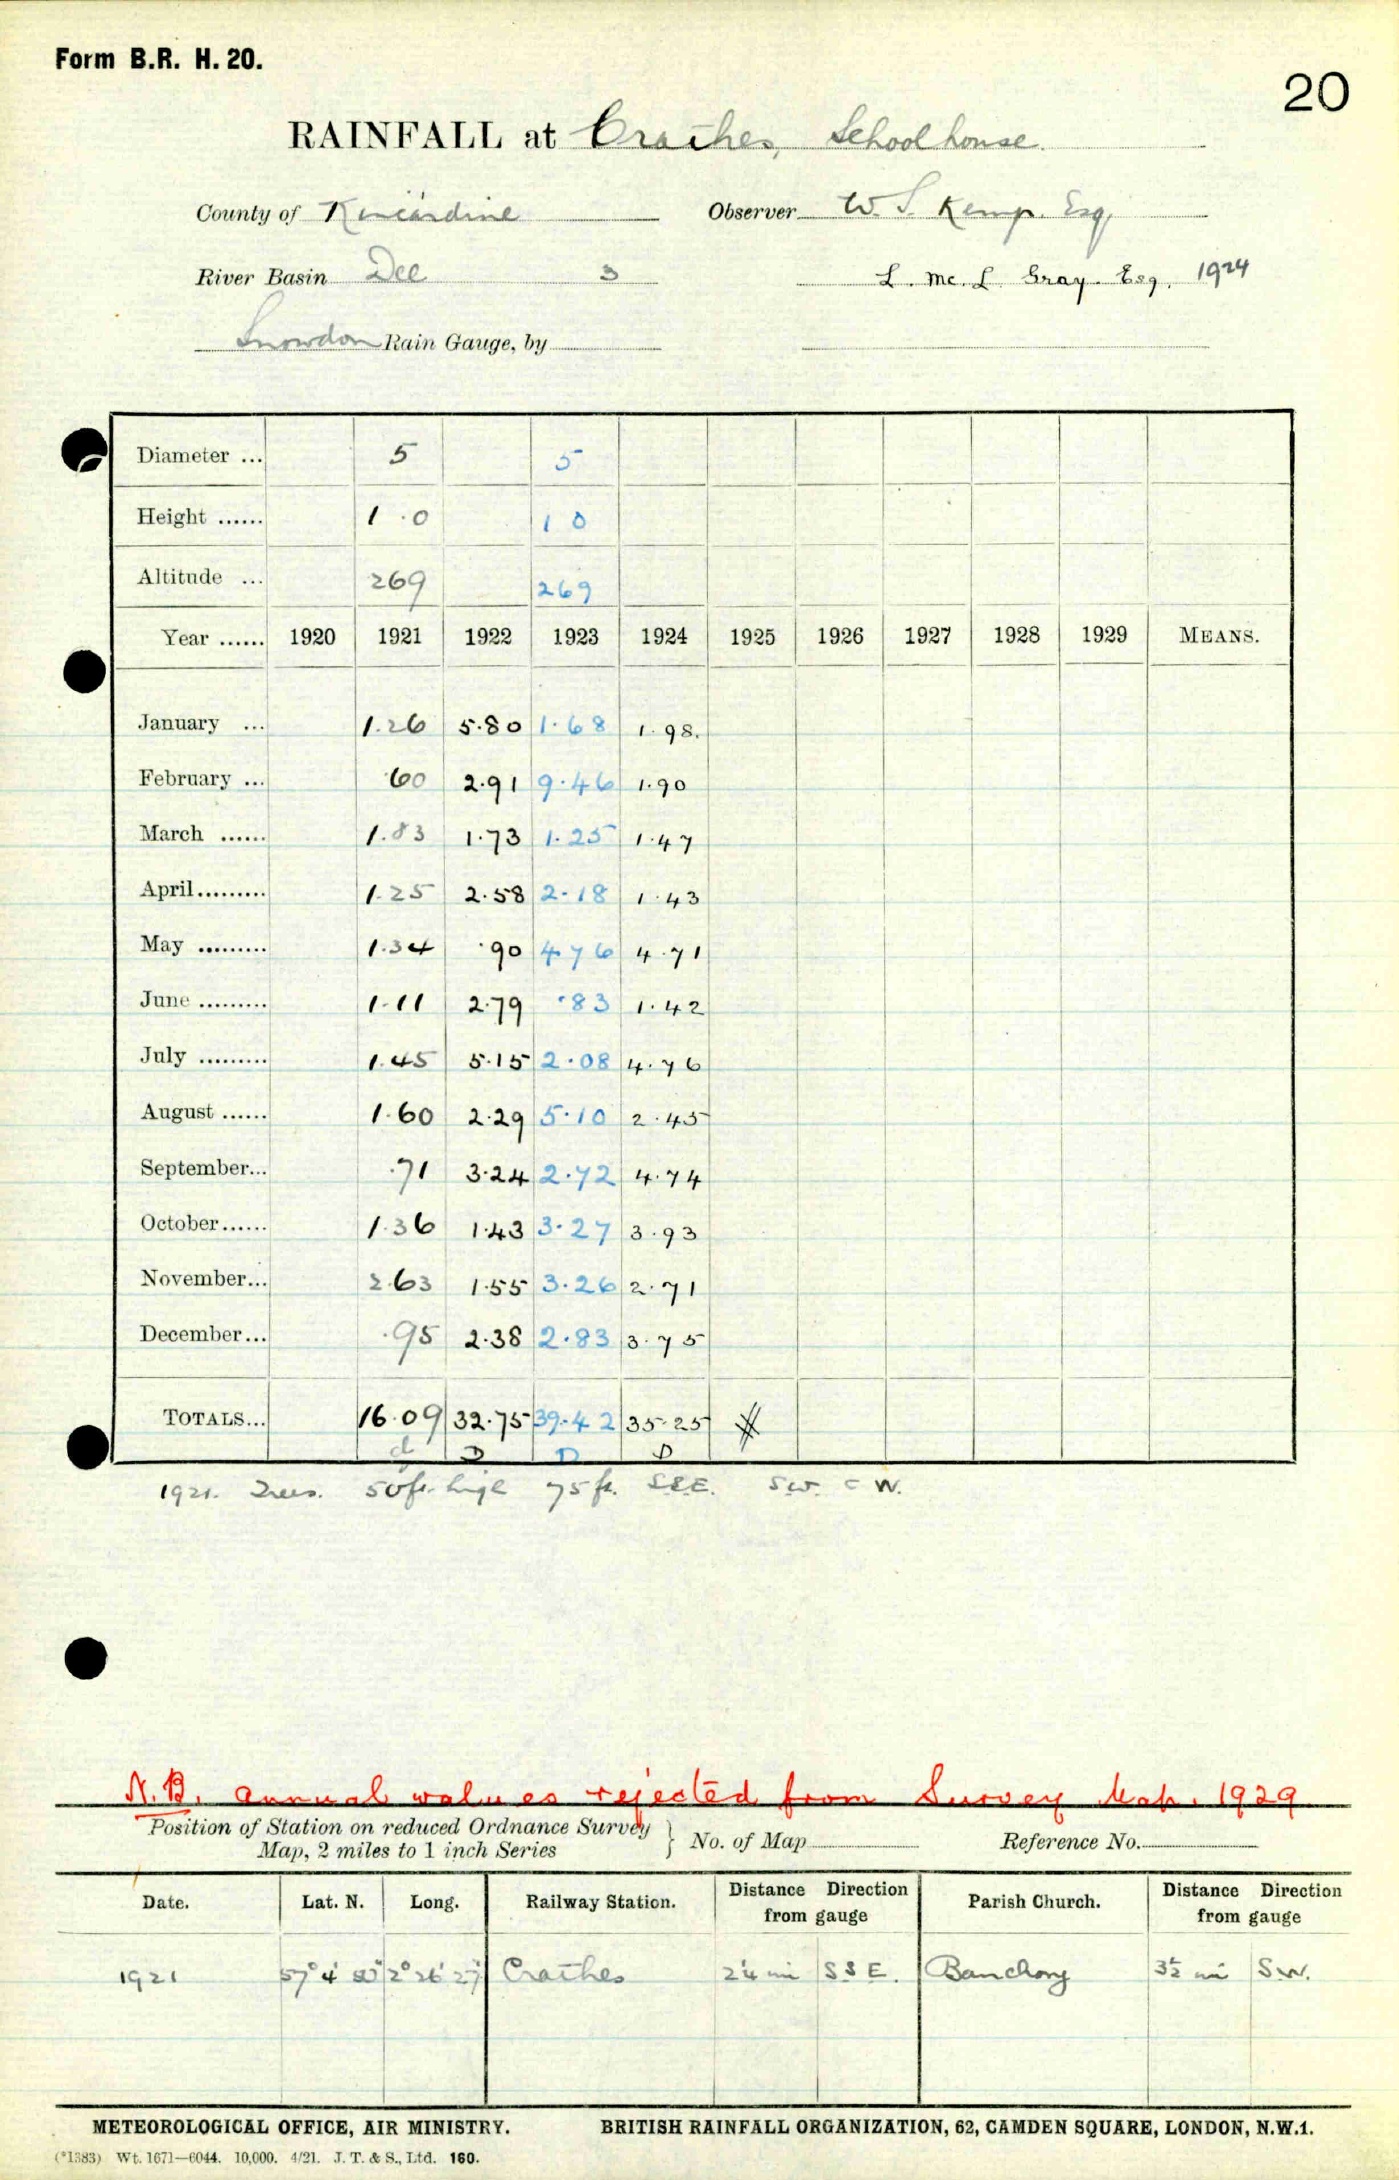 Form B.R. H. 20.
20
RAINFALL at Crathes, Schoolhouse.
County of Kincardine Observer W. S. Kemp. Esq,
River Basin Dee 3 L. Mc. L. Gray. Esq. 1924
Snowdon Rain Gauge, by
Diameter ... 5 5
Height ...... 1 . 0 1 0
Altitude ... 269 269
Year ...... 1920 1921 1922 1923 1924 1925 1926 1927 1928 1929 MEANS.
January ... 1.26 5.80 1.68 1.98.
February ... .60 2.91 9.46 1.90
March ...... 1.83 1.73 1.25 1.47
April......... 1.25 2.58 2.18 1.43
May ......... 1.34 .90 4.76 4.71
June ......... 1.11 2.79 .83 1.42
July ......... 1.45 5.15 2.08 4.76
August ...... 1.60 2.29 5.10 2.45
September... .71 3.24 2.72 4.74
October...... 1.36 1.43 3.27 3.93
November... 2.63 1.55 3.26 2.71
December... .95 2.38 2.83 3.75
TOTALS... 16.09 32.75 39.42 35.25
d D D D
1921. Trees. 50ft. high 75 ft. SSE. SW. W.
N.B. annual values rejected from Survey Map. 1929
Position of Station on reduced Ordnance Survey
Map, 2 miles to 1 inch Series } No. of Map Reference No.
Date. Lat. N. Long. Railway Station. Distance Direction from gauge Parish Church. Distance Direction from gauge
1921 57° 4' 50" 2° 26' 27" Crathes mi SSE. Banchory 3½ mi S.W.
METEOROLOGICAL OFFICE, AIR MINISTRY. BRITISH RAINFALL ORGANIZATION, 62, CAMDEN SQUARE, LONDON, N.W.1.
(*1383) Wt. 1671—6044. 10,000. 4/21. J. T. & S., Ltd. 160.